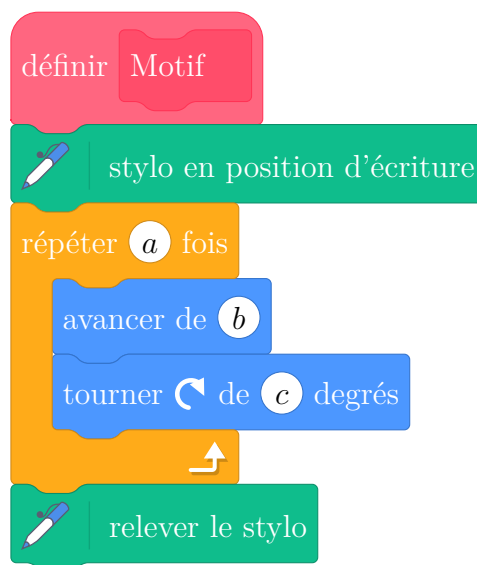 définir Motif
stylo en position d'écriture
répéter a fois
avancer de b
tourner de c degrés
relever le stylo